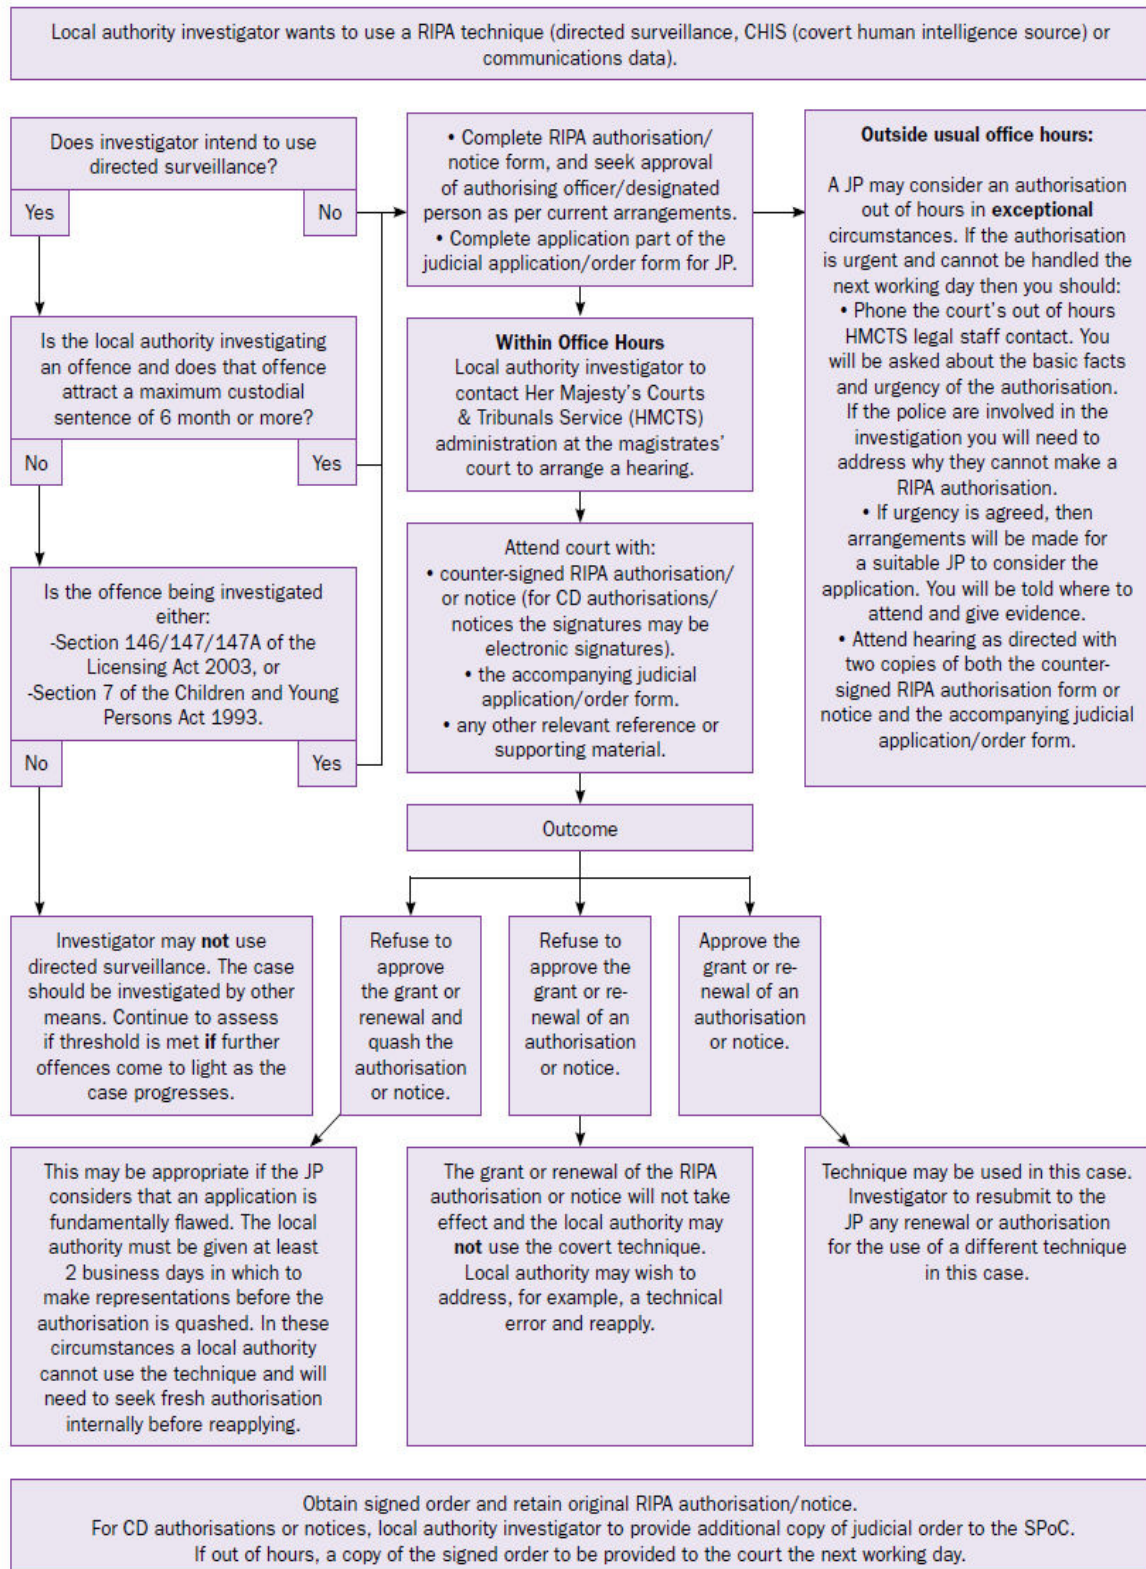 Local authority investigator wants to use a RIPA technique (directed surveillance, CHIS (covert human intelligence source) or
communications data).
Does investigator intend to use
directed surveillance?
Yes
No
• Complete RIPA authorisation/
notice form, and seek approval
of authorising officer/designated
person as per current arrangements.
• Complete application part of the
judicial application/order form for JP.
Outside usual office hours:
A JP may consider an authorisation
out of hours in exceptional
circumstances. If the authorisation
is urgent and cannot be handled the
next working day then you should:
• Phone the court's out of hours
HMCTS legal staff contact. You
will be asked about the basic facts
and urgency of the authorisation.
If the police are involved in the
investigation you will need to
address why they cannot make a
RIPA authorisation.
• If urgency is agreed, then
arrangements will be made for
a suitable JP to consider the
application. You will be told where to
attend and give evidence.
• Attend hearing as directed with
two copies of both the counter-
signed RIPA authorisation form or
notice and the accompanying judicial
application/order form.
Is the local authority investigating
an offence and does that offence
attract a maximum custodial
sentence of 6 month or more?
No
Yes
Within Office Hours
Local authority investigator to
contact Her Majesty's Courts
& Tribunals Service (HMCTS)
administration at the magistrates'
court to arrange a hearing.
Is the offence being investigated
either:
-Section 146/147/147A of the
Licensing Act 2003, or
-Section 7 of the Children and Young
Persons Act 1993.
No
Yes
Attend court with:
• counter-signed RIPA authorisation/
or notice (for CD authorisations/
notices the signatures may be
electronic signatures).
• the accompanying judicial
application/order form.
• any other relevant reference or
supporting material.
Outcome
Investigator may not use
directed surveillance. The case
should be investigated by other
means. Continue to assess
if threshold is met if further
offences come to light as the
case progresses.
Refuse to
approve
the grant or
renewal and
quash the
authorisation
or notice.
Refuse to
approve the
grant or re-
newal of an
authorisation
or notice.
Approve the
grant or re-
newal of an
authorisation
or notice.
This may be appropriate if the JP
considers that an application is
fundamentally flawed. The local
authority must be given at least
2 business days in which to
make representations before the
authorisation is quashed. In these
circumstances a local authority
cannot use the technique and will
need to seek fresh authorisation
internally before reapplying.
The grant or renewal of the RIPA
authorisation or notice will not take
effect and the local authority may
not use the covert technique.
Local authority may wish to
address, for example, a technical
error and reapply.
Technique may be used in this case.
Investigator to resubmit to the
JP any renewal or authorisation
for the use of a different technique
in this case.
Obtain signed order and retain original RIPA authorisation/notice.
For CD authorisations or notices, local authority investigator to provide additional copy of judicial order to the SPoC.
If out of hours, a copy of the signed order to be provided to the court the next working day.